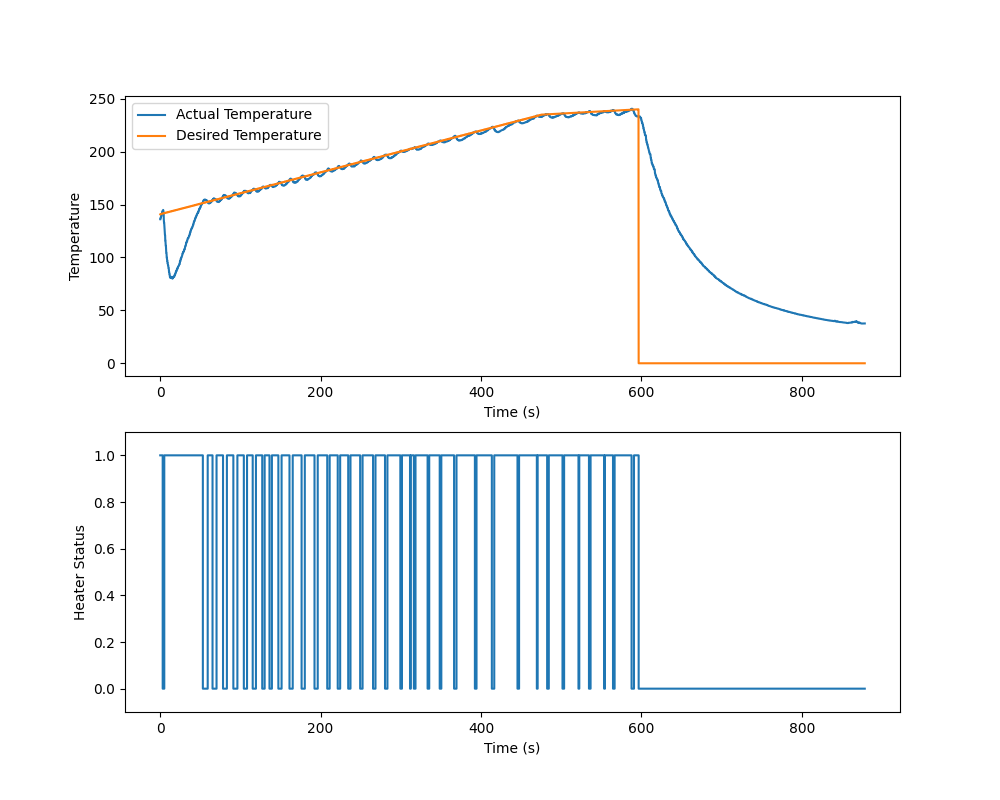 250
200
150
100
50
0
Temperature
Actual Temperature
Desired Temperature
0 200 400 600 800
Time (s)
1.0
0.8
0.6
0.4
0.2
0.0
Heater Status
0 200 400 600 800
Time (s)